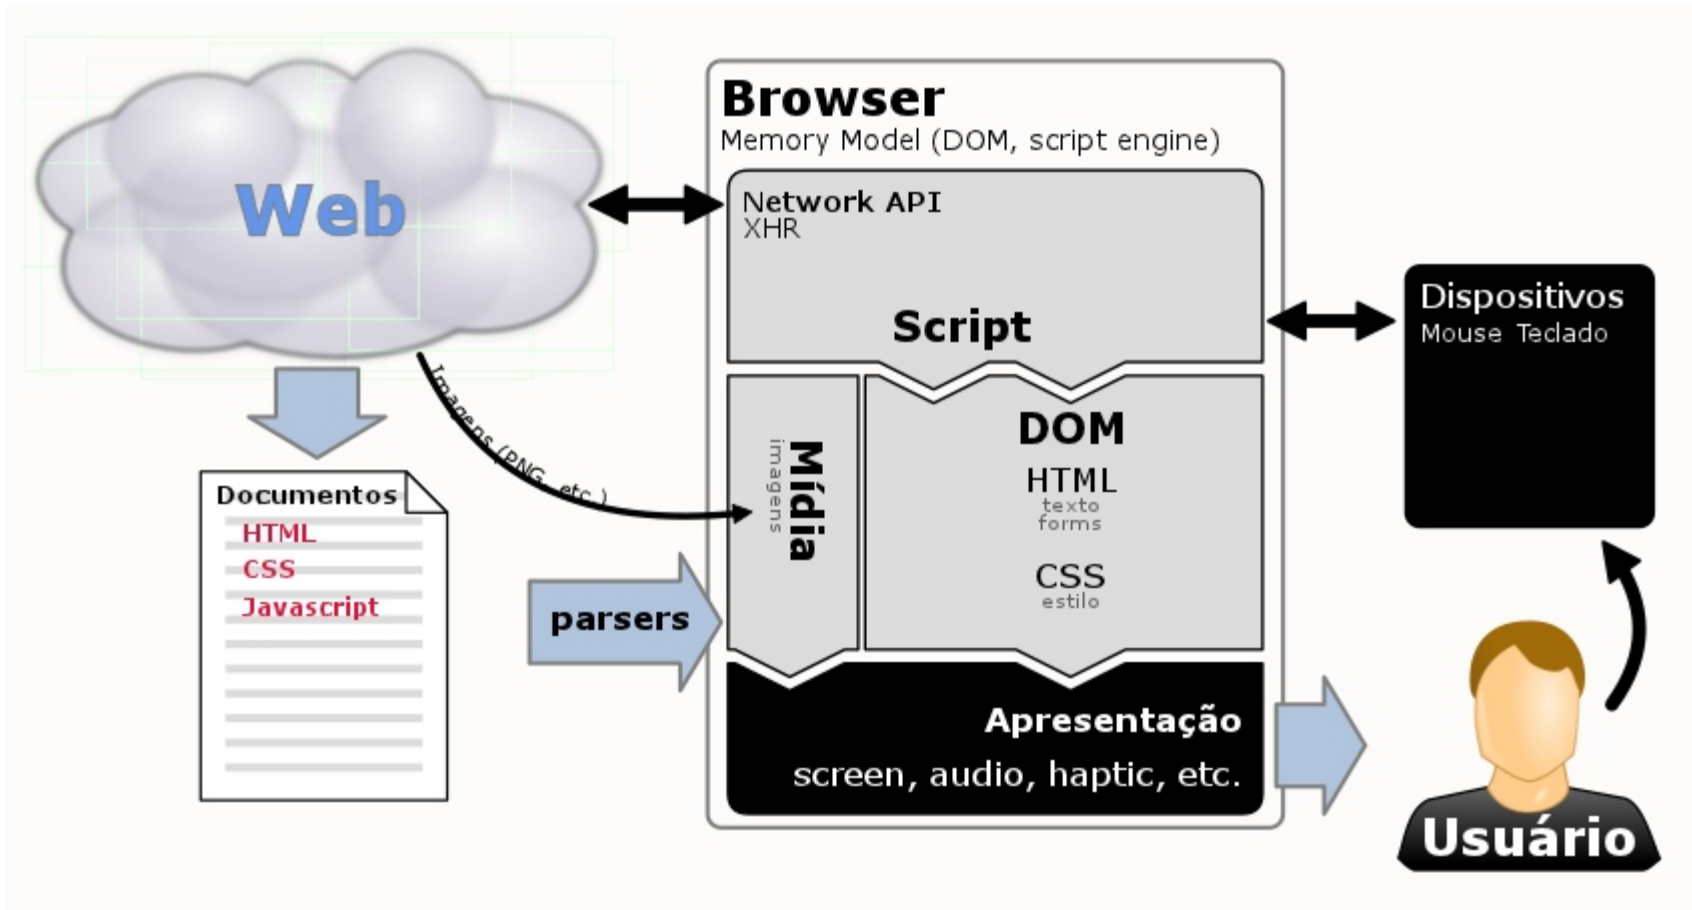 Web
Imagens (PNG, etc.)
Documentos
HTML
CSS
Javascript
parsers
Browser
Memory Model (DOM, script engine)
Network API
XHR
Script
Mídia
imagens
DOM
HTML
texto
forms
CSS
estilo
Apresentação
screen, audio, haptic, etc.
Dispositivos
Mouse Teclado
Usuário